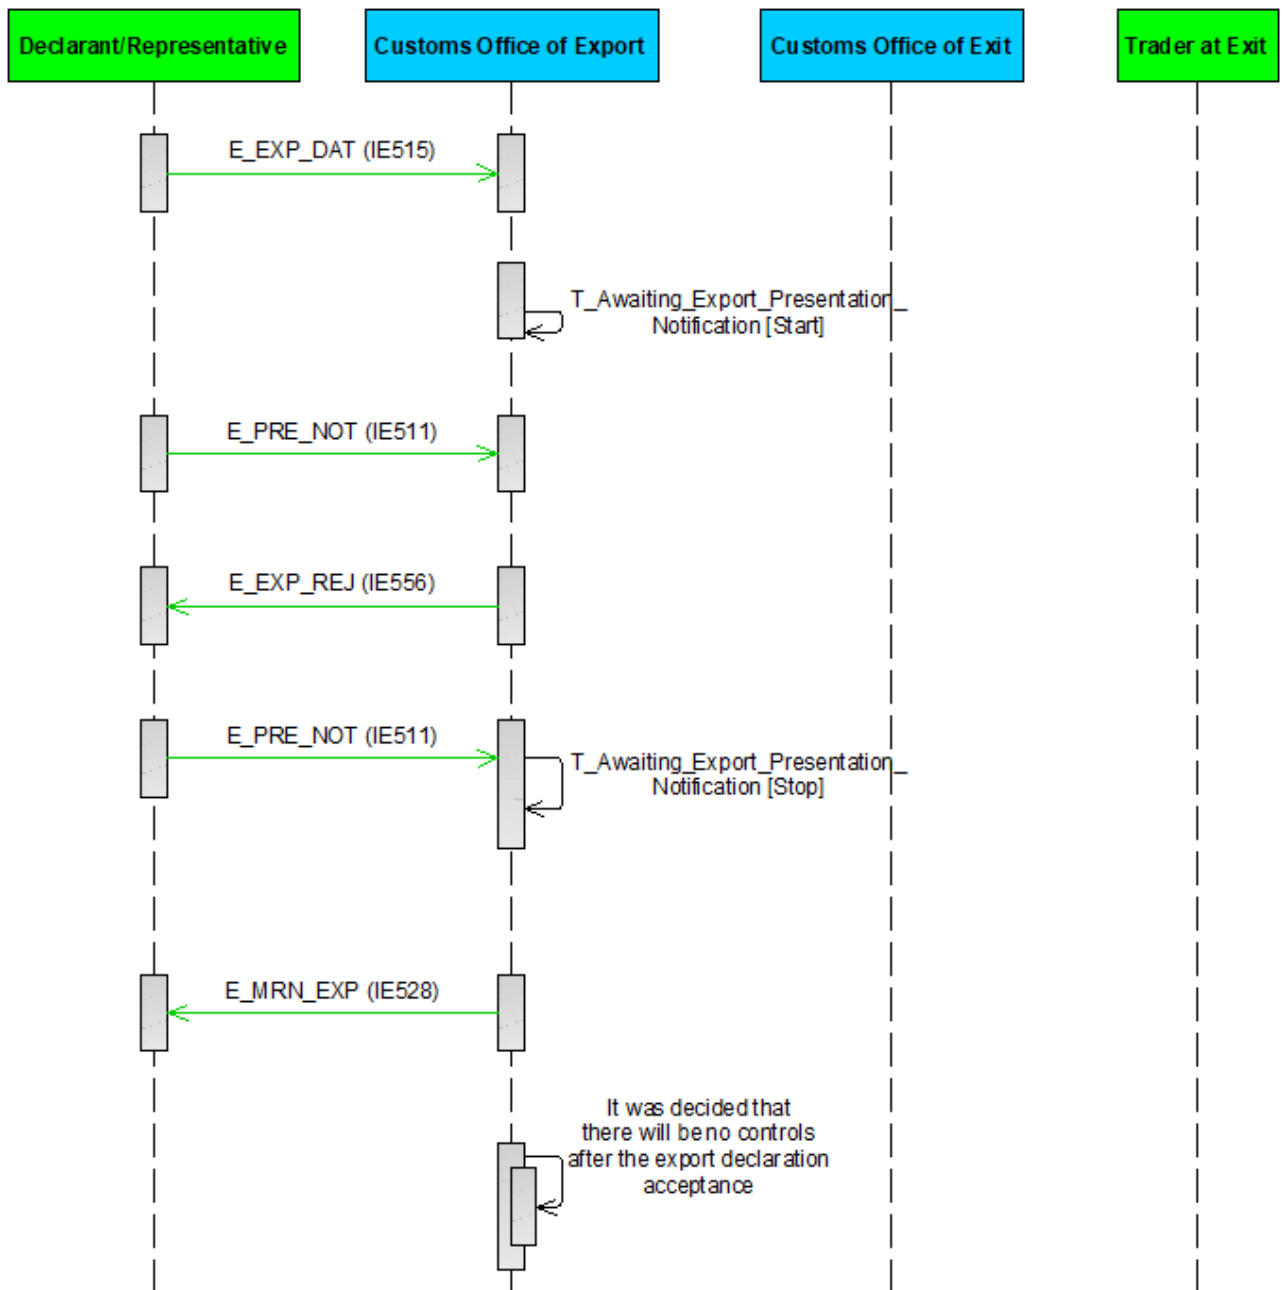 Declarant/Representative
Customs Office of Export
Customs Office of Exit
Trader at Exit
E_EXP_DAT (IE515)
T_Awaiting_Export_Presentation_
Notification [Start]
E_PRE_NOT (IE511)
E_EXP_REJ (IE556)
E_PRE_NOT (IE511)
T_Awaiting_Export_Presentation_
Notification [Stop]
E_MRN_EXP (IE528)
It was decided that
there will be no controls
after the export declaration
acceptance